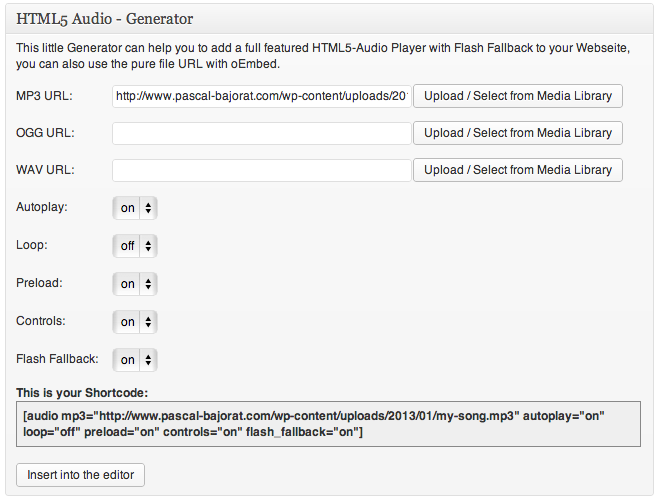 HTML5 Audio - Generator
This little Generator can help you to add a full featured HTML5-Audio Player with Flash Fallback to your Webseite,
you can also use the pure file URL with oEmbed.
MP3 URL: http://www.pascal-bajorat.com/wp-content/uploads/201 Upload / Select from Media Library
OGG URL: Upload / Select from Media Library
WAV URL: Upload / Select from Media Library
Autoplay: on
Loop: off
Preload: on
Controls: on
Flash Fallback: on
This is your Shortcode:
[audio mp3="http://www.pascal-bajorat.com/wp-content/uploads/2013/01/my-song.mp3" autoplay="on"
loop="off" preload="on" controls="on" flash_fallback="on"]
Insert into the editor